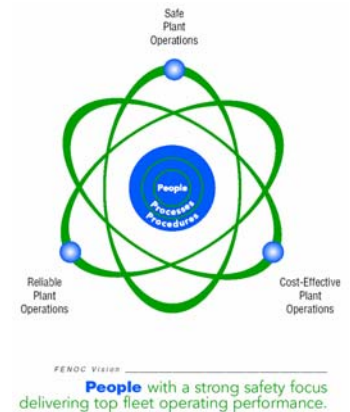 Safe
Plant
Operations
People
Processes
Procedures
Reliable
Plant
Operations
Cost-Effective
Plant
Operations
FENOC Vision
People with a strong safety focus
delivering top fleet operating performance.